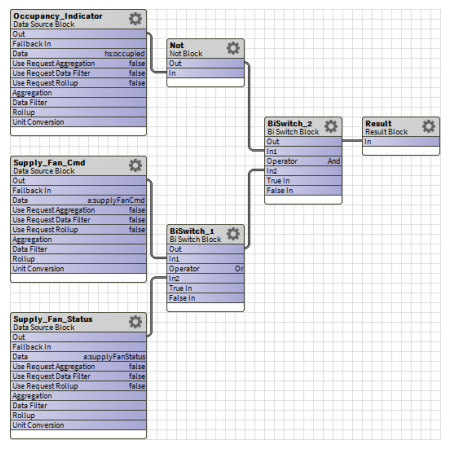 Occupancy_Indicator
Data Source Block
Out
Fallback In
Data hs:occupied
Use Request Aggregation false
Use Request Data Filter false
Use Request Rollup false
Aggregation
Data Filter
Rollup
Unit Conversion
Not
Not Block
Out
In
BiSwitch_2
Bi Switch Block
Out
In1
Operator And
In2
True In
False In
Result
Result Block
In
Supply_Fan_Cmd
Data Source Block
Out
Fallback In
Data a:supplyFanCmd
Use Request Aggregation false
Use Request Data Filter false
Use Request Rollup false
Aggregation
Data Filter
Rollup
Unit Conversion
BiSwitch_1
Bi Switch Block
Out
In1
Operator Or
In2
True In
False In
Supply_Fan_Status
Data Source Block
Out
Fallback In
Data a:supplyFanStatus
Use Request Aggregation false
Use Request Data Filter false
Use Request Rollup false
Aggregation
Data Filter
Rollup
Unit Conversion